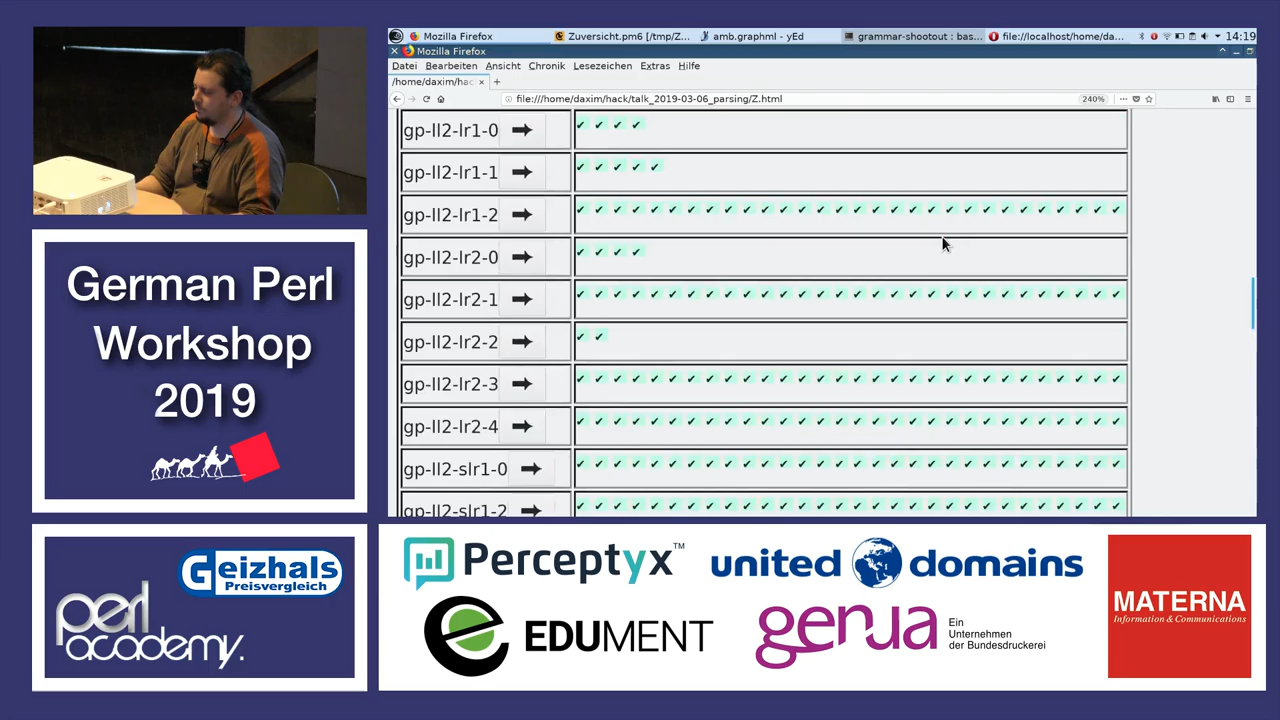 Mozilla Firefox
Zuversicht.pm6 [/tmp/Z...
amb.graphml - yEd
grammar-shootout : bas...
file://localhost/home/da...
14:19
Mozilla Firefox
Datei Bearbeiten Ansicht Chronik Lesezeichen Extras Hilfe
/home/daxim/hac
file:///home/daxim/hack/talk_2019-03-06_parsing/Z.html
240%
gp-ll2-lr1-0 ➡ ✔ ✔ ✔ ✔
gp-ll2-lr1-1 ➡ ✔ ✔ ✔ ✔ ✔
gp-ll2-lr1-2 ➡ ✔ ✔ ✔ ✔ ✔ ✔ ✔ ✔ ✔ ✔ ✔ ✔ ✔ ✔ ✔ ✔ ✔ ✔ ✔ ✔ ✔ ✔ ✔ ✔ ✔ ✔ ✔ ✔ ✔ ✔
gp-ll2-lr2-0 ➡ ✔ ✔ ✔ ✔
gp-ll2-lr2-1 ➡ ✔ ✔ ✔ ✔ ✔ ✔ ✔ ✔ ✔ ✔ ✔ ✔ ✔ ✔ ✔ ✔ ✔ ✔ ✔ ✔ ✔ ✔ ✔ ✔ ✔ ✔ ✔ ✔ ✔ ✔
gp-ll2-lr2-2 ➡ ✔ ✔
gp-ll2-lr2-3 ➡ ✔ ✔ ✔ ✔ ✔ ✔ ✔ ✔ ✔ ✔ ✔ ✔ ✔ ✔ ✔ ✔ ✔ ✔ ✔ ✔ ✔ ✔ ✔ ✔ ✔ ✔ ✔ ✔ ✔ ✔
gp-ll2-lr2-4 ➡ ✔ ✔ ✔ ✔ ✔ ✔ ✔ ✔ ✔ ✔ ✔ ✔ ✔ ✔ ✔ ✔ ✔ ✔ ✔ ✔ ✔ ✔ ✔ ✔ ✔ ✔ ✔ ✔ ✔ ✔
gp-ll2-slr1-0 ➡ ✔ ✔ ✔ ✔ ✔ ✔ ✔ ✔ ✔ ✔ ✔ ✔ ✔ ✔ ✔ ✔ ✔ ✔ ✔ ✔ ✔ ✔ ✔ ✔ ✔ ✔ ✔ ✔ ✔ ✔
gp-ll2-slr1-2 ➡ ✔ ✔ ✔ ✔ ✔ ✔ ✔ ✔ ✔ ✔ ✔ ✔ ✔ ✔ ✔ ✔ ✔ ✔ ✔ ✔ ✔ ✔ ✔ ✔ ✔ ✔ ✔ ✔ ✔ ✔
German Perl
Workshop
2019
Geizhals
Preisvergleich
perl
academy.
Perceptyx™
united domains
EDUMENT
genua
Ein
Unternehmen
der Bundesdruckerei
MATERNA
Information & Communications